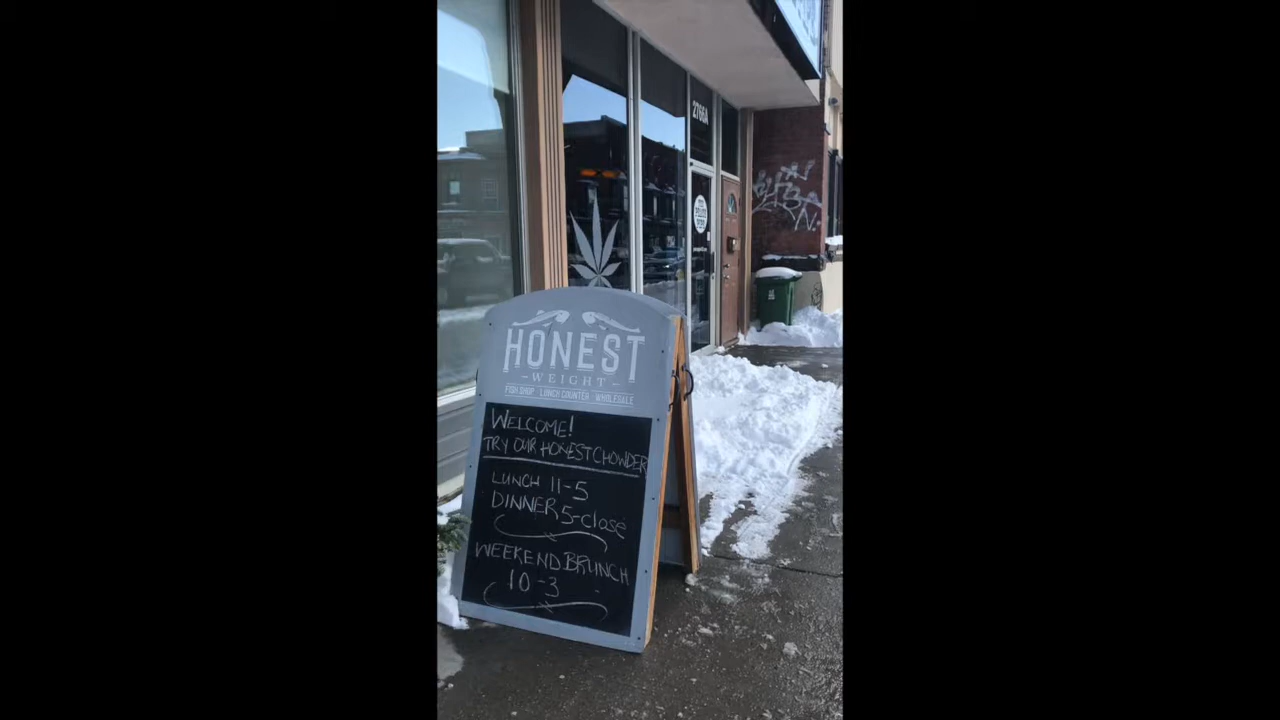 2766A
HONEST
- WEIGHT -
FISH SHOP LUNCH COUNTER WHOLESALE
WELCOME!
TRY OUR HONEST CHOWDER
LUNCH 11-5
DINNER 5-close
WEEKEND BRUNCH
10-3